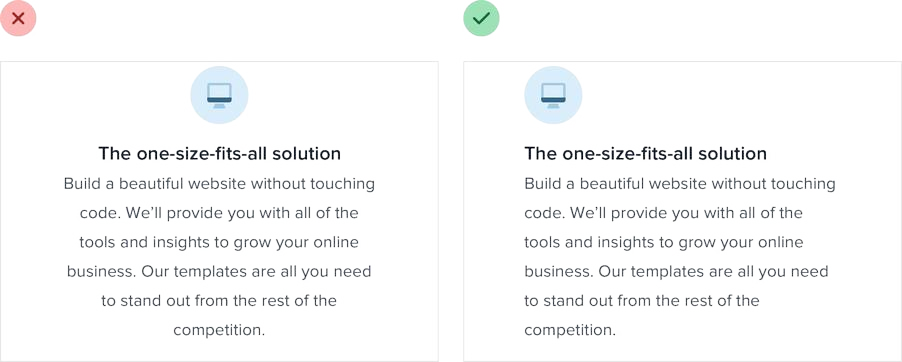 The one-size-fits-all solution
Build a beautiful website without touching
code. We’ll provide you with all of the
tools and insights to grow your online
business. Our templates are all you need
to stand out from the rest of the
competition.
The one-size-fits-all solution
Build a beautiful website without touching
code. We’ll provide you with all of the
tools and insights to grow your online
business. Our templates are all you need
to stand out from the rest of the
competition.